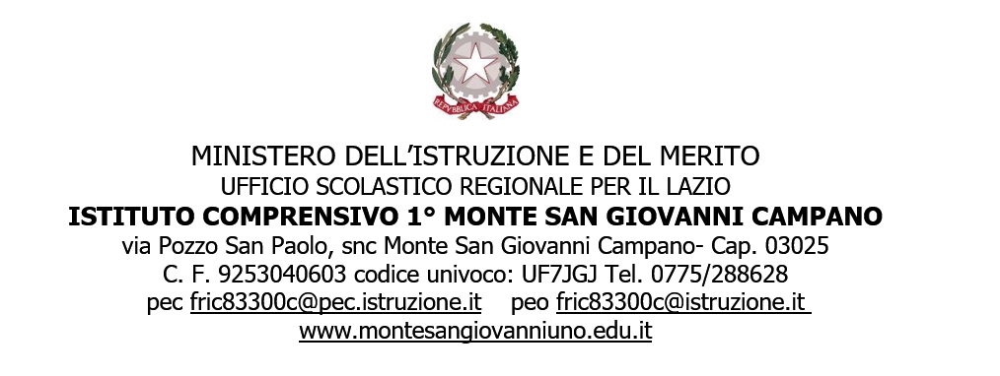 REPVBBLICA ITALIANA
MINISTERO DELL’ISTRUZIONE E DEL MERITO
UFFICIO SCOLASTICO REGIONALE PER IL LAZIO
ISTITUTO COMPRENSIVO 1° MONTE SAN GIOVANNI CAMPANO
via Pozzo San Paolo, snc Monte San Giovanni Campano- Cap. 03025
C. F. 9253040603 codice univoco: UF7JGJ Tel. 0775/288628
pec fric83300c@pec.istruzione.it peo fric83300c@istruzione.it
www.montesangiovanniuno.edu.it